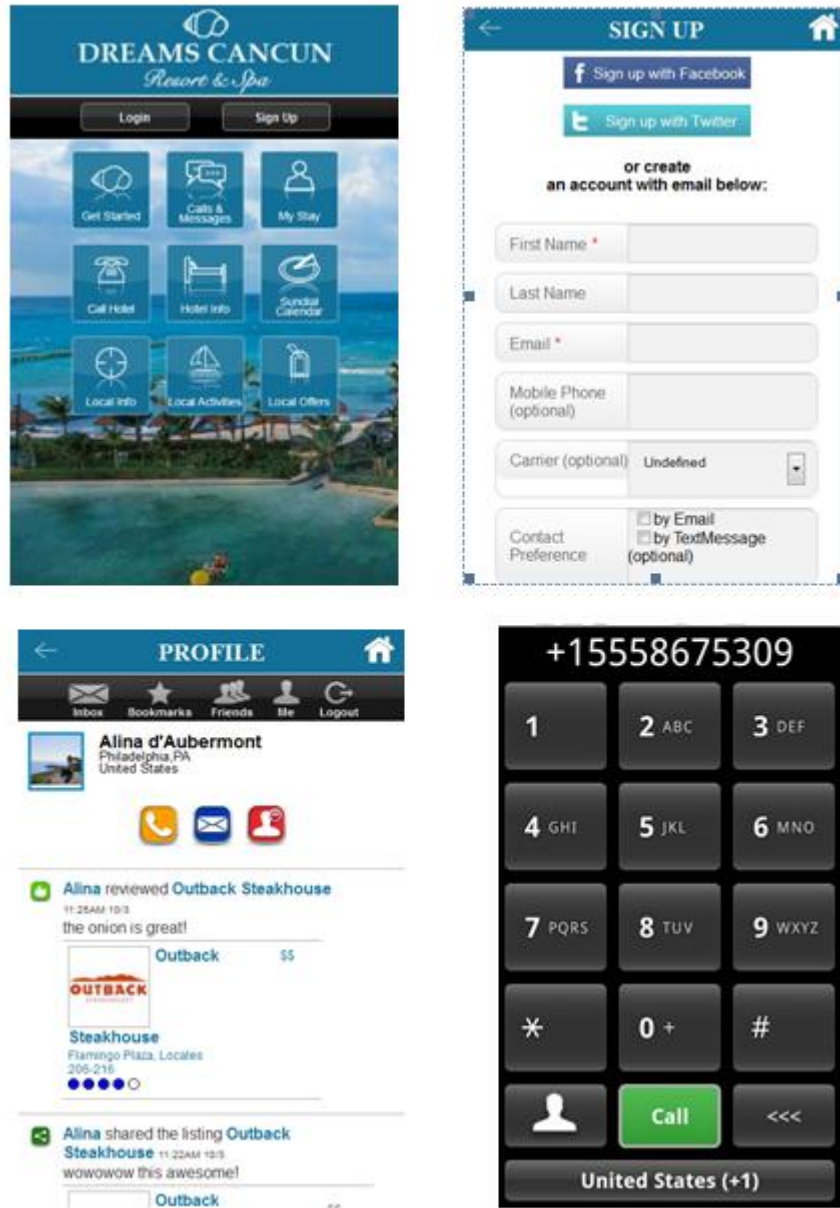 DREAMS CANCUN
Resort & Spa
Login
Sign Up
Get Started
Calls &
Messages
My Stay
Call Hotel
Hotel Info
Sundial
Calendar
Local Info
Local Activities
Local Offers
SIGN UP
f Sign up with Facebook
t Sign up with Twitter
or create
an account with email below:
First Name *
Last Name
Email *
Mobile Phone
(optional)
Carrier (optional)
Undefined
Contact
Preference
by Email
by TextMessage
(optional)
PROFILE
Inbox
Bookmarks
Friends
Me
Logout
Alina d'Aubermont
Philadelphia,PA
United States
Alina reviewed Outback Steakhouse
11:25AM 10/3
the onion is great!
OUTBACK
Outback
$$
Steakhouse
Flamingo Plaza, Locales
206-216
Alina shared the listing Outback
Steakhouse 11:22AM 10/3
wowowow this awesome!
Outback
$$
+15558675309
1
2 ABC
3 DEF
4 GHI
5 JKL
6 MNO
7 PQRS
8 TUV
9 WXYZ
*
0 +
#
Call
<<<
United States (+1)